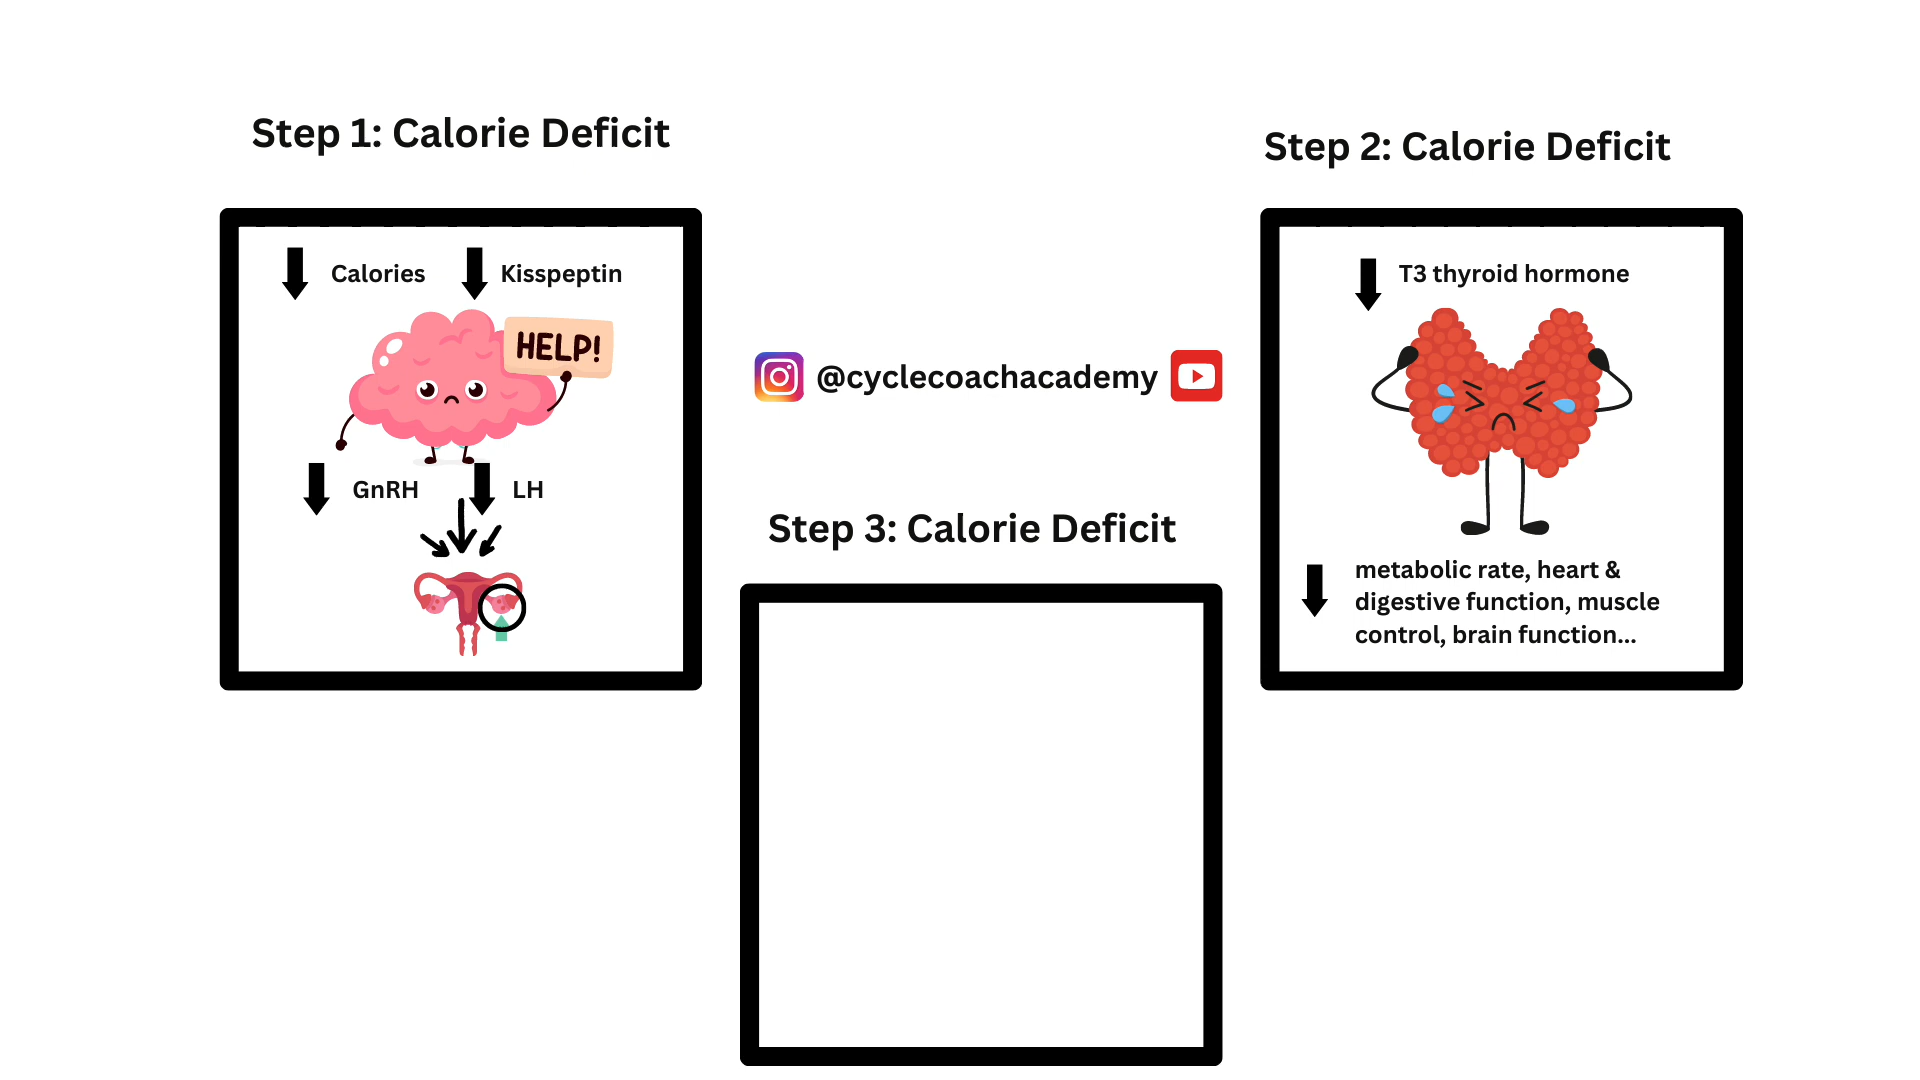 Step 1: Calorie Deficit
Calories
Kisspeptin
HELP!
GnRH
LH
@cyclecoachacademy
Step 2: Calorie Deficit
T3 thyroid hormone
metabolic rate, heart &
digestive function, muscle
control, brain function...
Step 3: Calorie Deficit